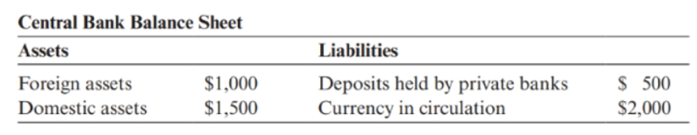 Central Bank Balance Sheet
Assets Liabilities
Foreign assets $1,000 Deposits held by private banks $ 500
Domestic assets $1,500 Currency in circulation $2,000